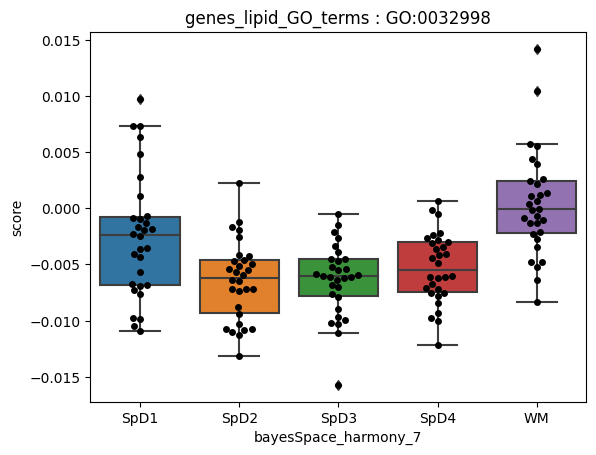 genes_lipid_GO_terms : GO:0032998
0.015
0.010
0.005
0.000
−0.005
−0.010
−0.015
score
SpD1 SpD2 SpD3 SpD4 WM
bayesSpace_harmony_7